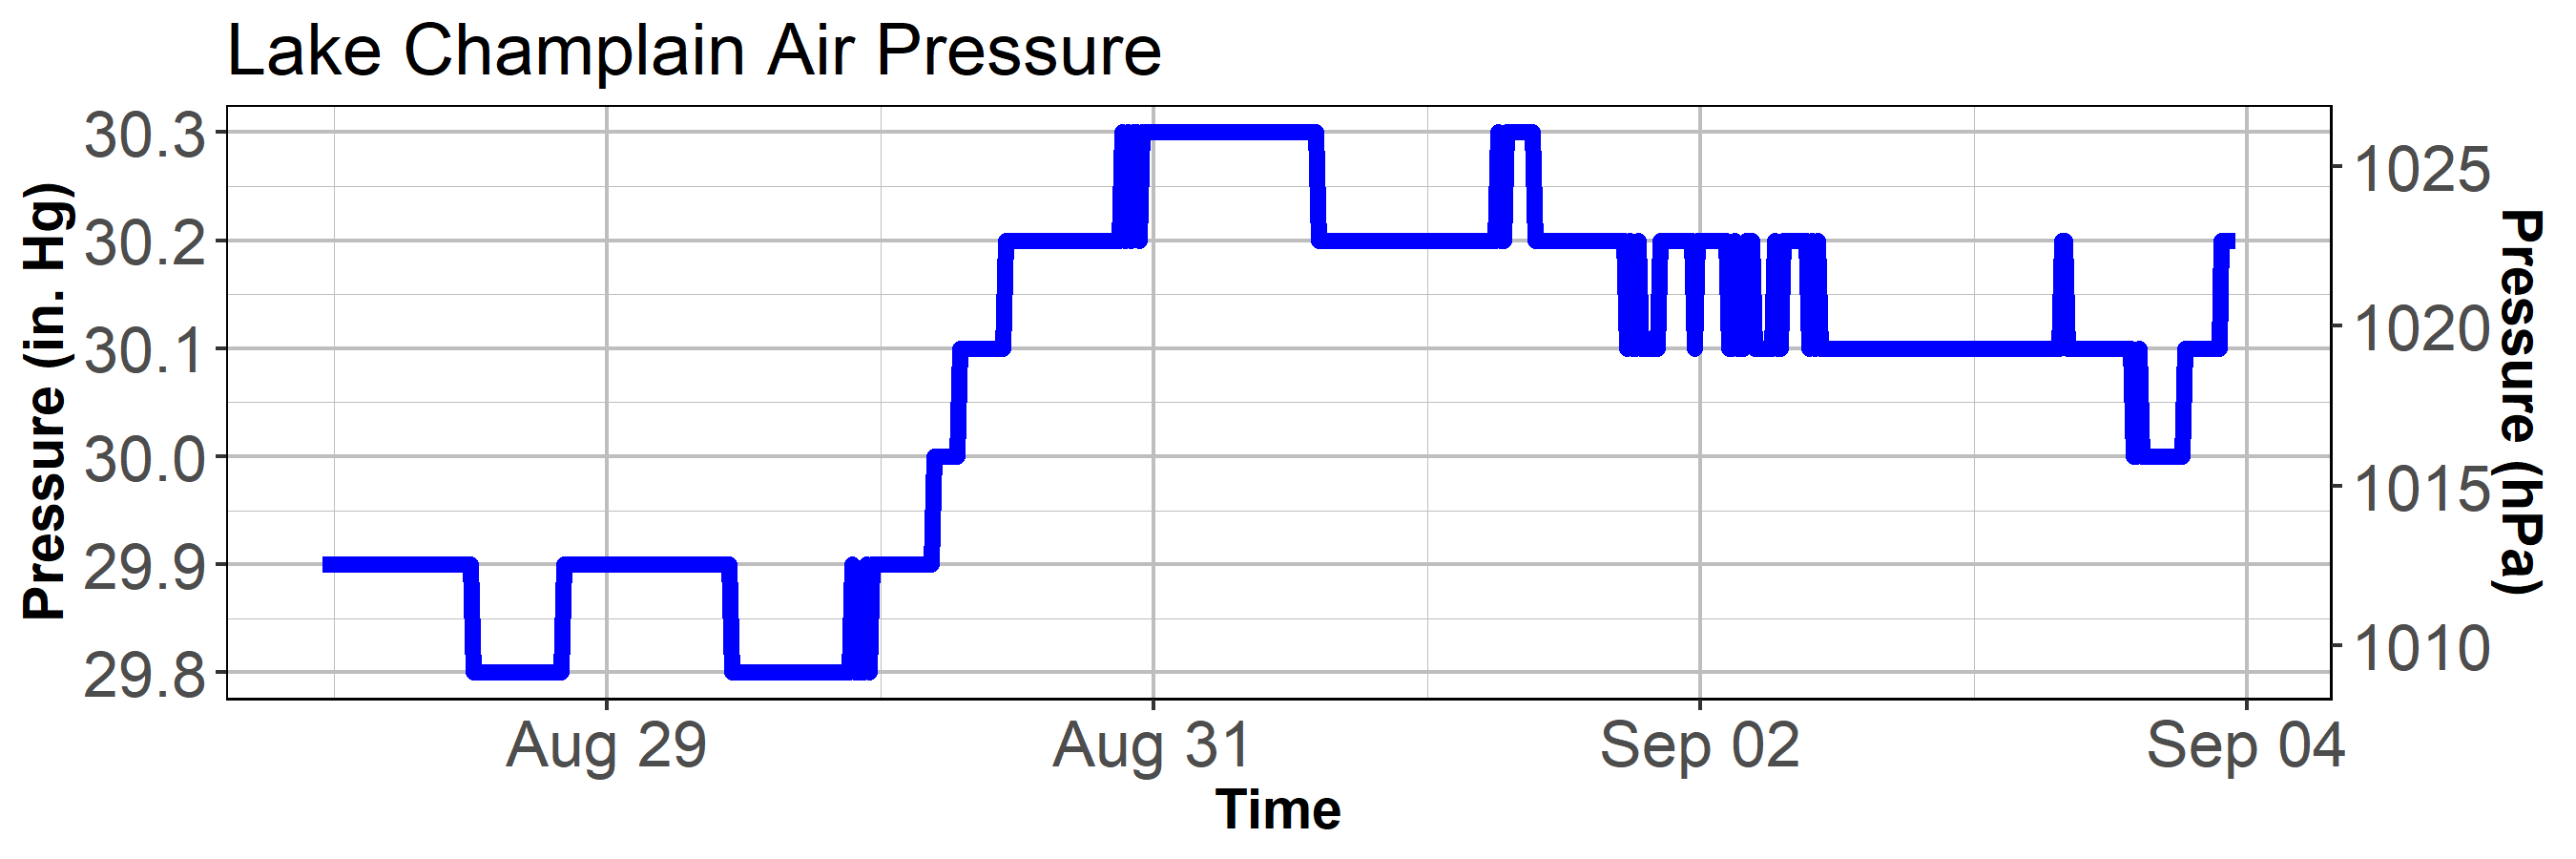 Lake Champlain Air Pressure
Pressure (in. Hg)
30.3
30.2
30.1
30.0
29.9
29.8
1025
1020
1015
1010
Pressure (hPa)
Aug 29 Aug 31 Sep 02 Sep 04
Time